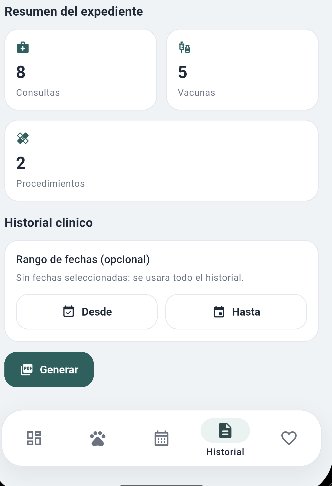 Resumen del expediente
8
Consultas
5
Vacunas
2
Procedimientos
Historial clinico
Rango de fechas (opcional)
Sin fechas seleccionadas: se usara todo el historial.
Desde
Hasta
PDF Generar
Historial